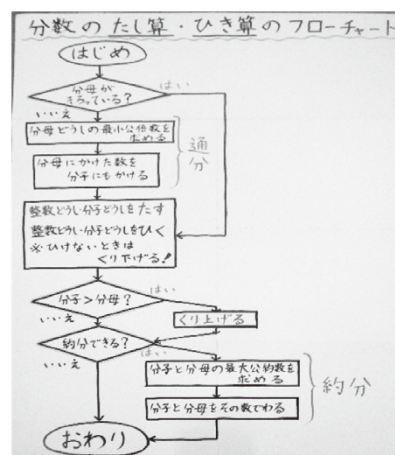 分数のたし算・ひき算のフローチャート
はじめ
分母が
そろっている？
はい
いいえ
分母どうしの最小公倍数を
求める
分母にかけた数を
分子にもかける
通分
整数どうし・分子どうしをたす
整数どうし・分子どうしをひく
※ひけないときは
くり下げる！
分子＞分母？
はい
いいえ
くり上げる
約分できる？
はい
いいえ
分子と分母の最大公約数を
求める
分子と分母をその数でわる
約分
おわり